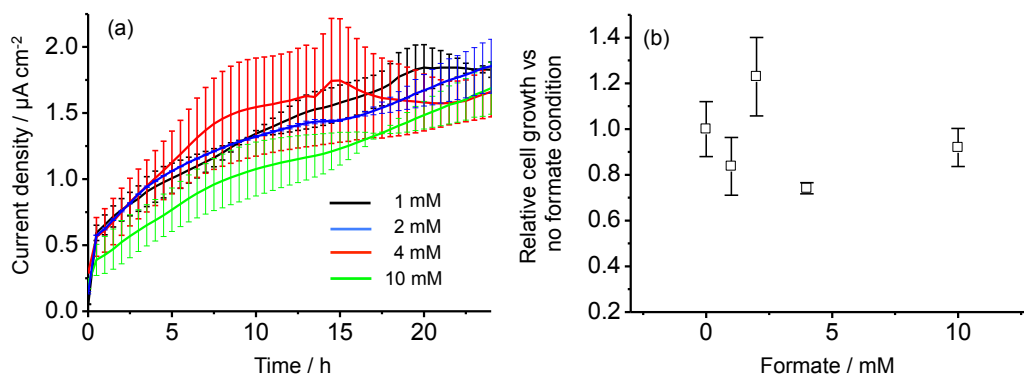 (a)
Current density / µA cm⁻²
2.0
1.5
1.0
0.5
0.0
0
5
10
15
20
Time / h
1 mM
2 mM
4 mM
10 mM
(b)
Relative cell growth vs
no formate condition
1.4
1.2
1.0
0.8
0.6
0.4
0.2
0
5
10
Formate / mM